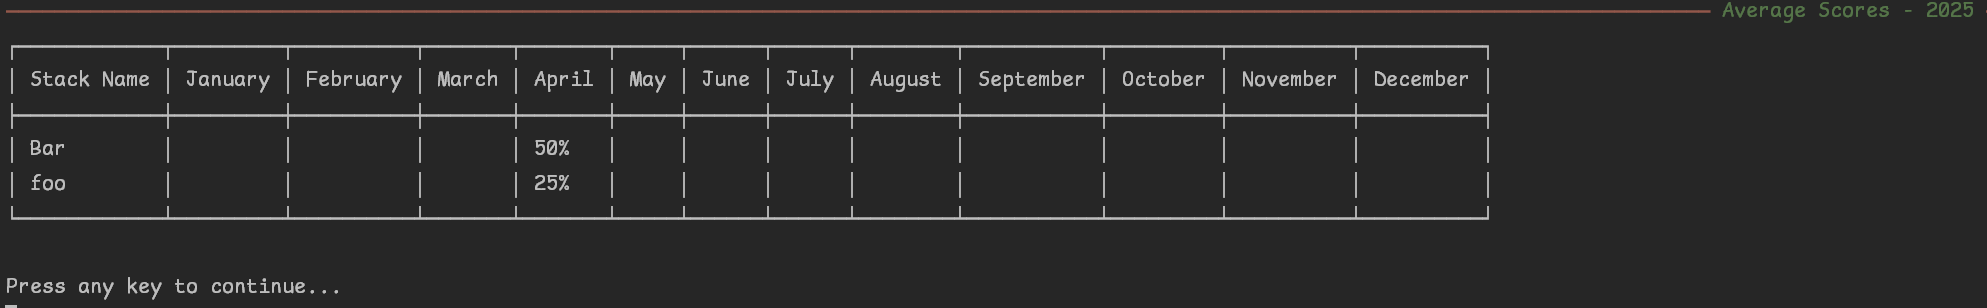 Average Scores - 2025
Stack Name January February March April May June July August September October November December
Bar 50%
foo 25%
Press any key to continue...